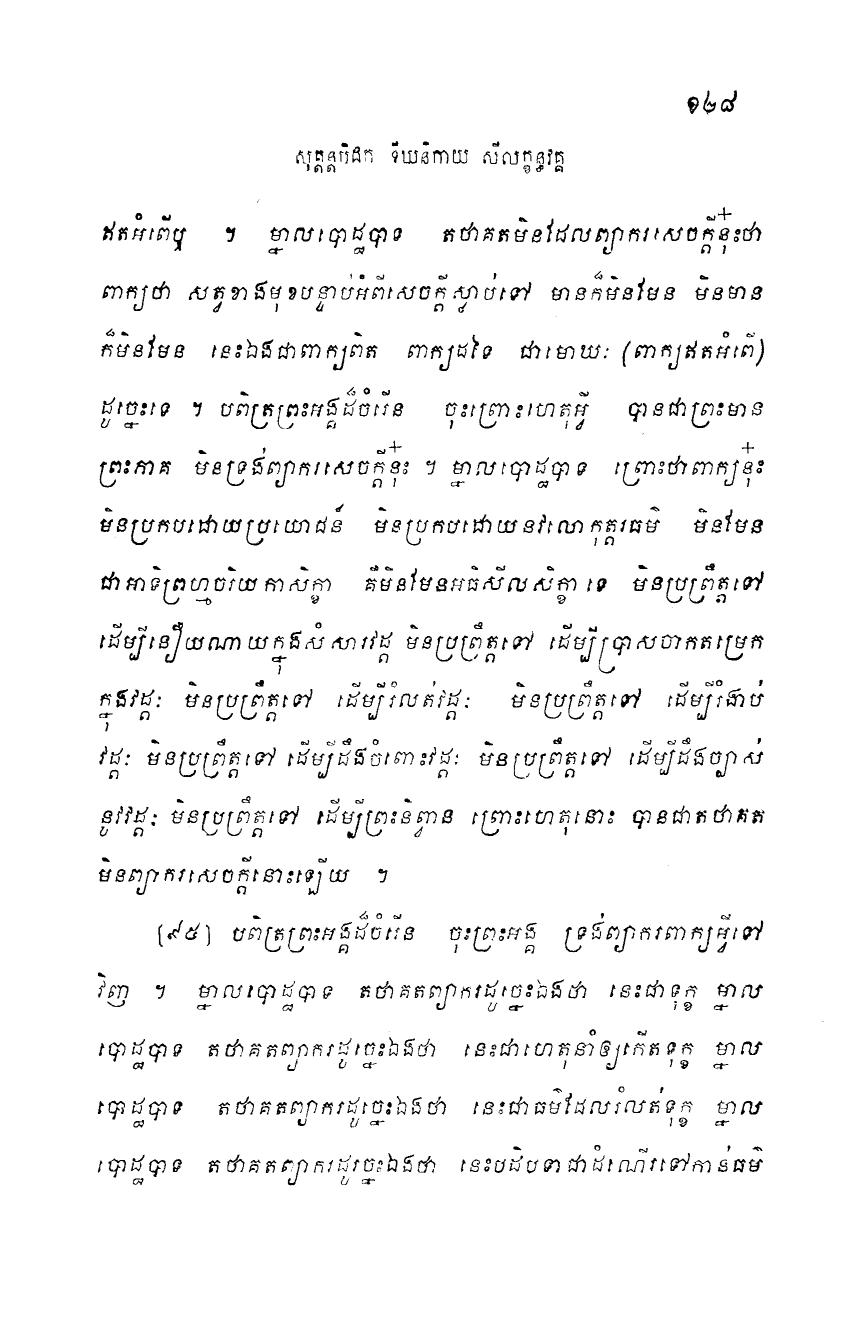 ១២៨
សុត្តន្តបិដក ទីឃនិកាយ សីលក្ខន្ធវគ្គ
ឥតអំពើឬ ។ ម្នាលបោដ្ឋបាទ តថាគតមិនដែលព្យាករសេចក្តីនុ៎ះថា
ពាក្យថា សត្វខាងមុខបន្ទាប់អំពីសេចក្តីស្លាប់ទៅ មានក៏មិនមែន មិនមាន
ក៏មិនមែន នេះឯងជាពាក្យពិត ពាក្យដទៃ ជាមោឃៈ (ពាក្យឥតអំពើ)
ដូច្នេះទេ ។ បពិត្រព្រះអង្គដ៏ចំរើន ចុះព្រោះហេតុអ្វី បានជាព្រះមាន
ព្រះភាគ មិនទ្រង់ព្យាករសេចក្តីនុ៎ះ ។ ម្នាលបោដ្ឋបាទ ព្រោះថាពាក្យនុ៎ះ
មិនប្រកបដោយប្រយោជន៍ មិនប្រកបដោយនវលោកុត្តរធម៌ មិនមែន
ជាអាទិព្រហ្មចរិយកាសិក្ខា គឺមិនមែនអធិសីលសិក្ខាទេ មិនប្រព្រឹត្តទៅ
ដើម្បីនឿយណាយក្នុងសំសារវដ្ត មិនប្រព្រឹត្តទៅ ដើម្បីប្រាសចាកតម្រេក
ក្នុងវដ្តៈ មិនប្រព្រឹត្តទៅ ដើម្បីរំលត់វដ្តៈ មិនប្រព្រឹត្តទៅ ដើម្បីរំងាប់
វដ្តៈ មិនប្រព្រឹត្តទៅ ដើម្បីដឹងចំពោះវដ្តៈ មិនប្រព្រឹត្តទៅ ដើម្បីដឹងច្បាស់
នូវវដ្តៈ មិនប្រព្រឹត្តទៅ ដើម្បីព្រះនិព្វាន ព្រោះហេតុនោះ បានជាតថាគត
មិនព្យាករសេចក្តីនោះឡើយ ។
[៩៥] បពិត្រព្រះអង្គដ៏ចំរើន ចុះព្រះអង្គ ទ្រង់ព្យាករពាក្យអ្វីទៅ
វិញ ។ ម្នាលបោដ្ឋបាទ តថាគតព្យាករដូច្នេះឯងថា នេះជាទុក្ខ ម្នាល
បោដ្ឋបាទ តថាគតព្យាករដូច្នេះឯងថា នេះជាហេតុនាំឲ្យកើតទុក្ខ ម្នាល
បោដ្ឋបាទ តថាគតព្យាករដូច្នេះឯងថា នេះជាធម៌ដែលរំលត់ទុក្ខ ម្នាល
បោដ្ឋបាទ តថាគតព្យាករដូច្នេះឯងថា នេះបដិបទាជាដំណើរទៅកាន់ធម៌